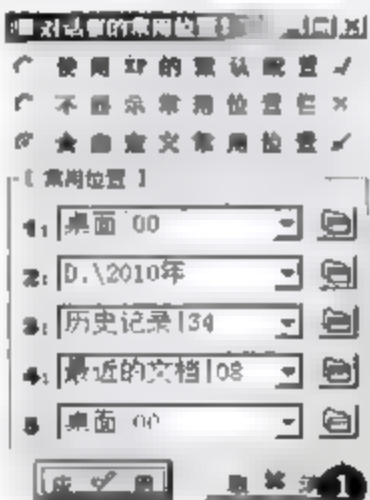 对话框的常用位置
使用XP的默认配置
不显示常用位置栏
自定义常用位置
[ 常用位置 ]
1: 桌面 00
2: D:\2010年
3: 历史记录|34
4: 最近的文档|08
5 桌面 00
1